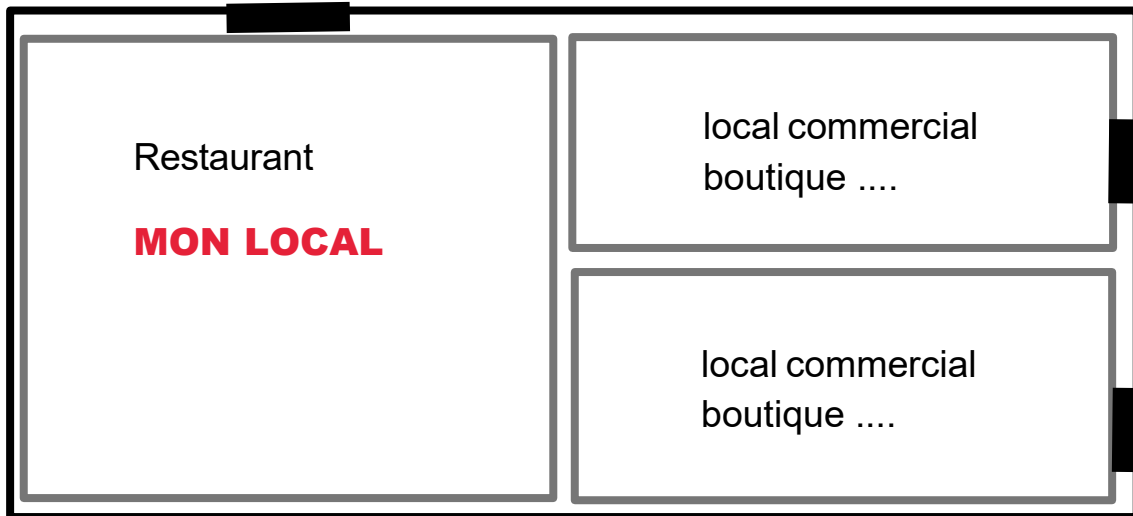 Restaurant
MON LOCAL
local commercial
boutique ....
local commercial
boutique ....